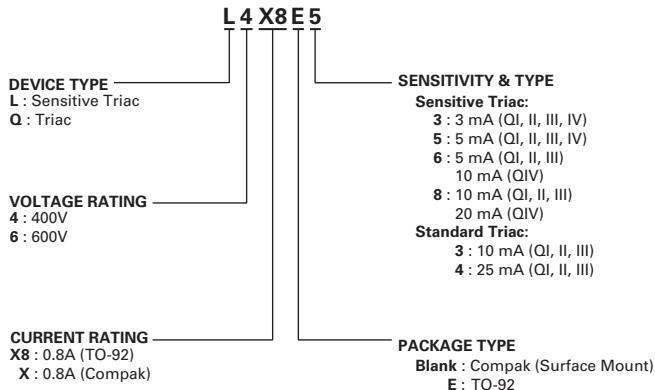 L 4 X8 E 5
DEVICE TYPE
L : Sensitive Triac
Q : Triac
VOLTAGE RATING
4 : 400V
6 : 600V
CURRENT RATING
X8 : 0.8A (TO-92)
X : 0.8A (Compak)
SENSITIVITY & TYPE
Sensitive Triac:
3 : 3 mA (QI, II, III, IV)
5 : 5 mA (QI, II, III, IV)
6 : 5 mA (QI, II, III)
10 mA (QIV)
8 : 10 mA (QI, II, III)
20 mA (QIV)
Standard Triac:
3 : 10 mA (QI, II, III)
4 : 25 mA (QI, II, III)
PACKAGE TYPE
Blank : Compak (Surface Mount)
E : TO-92